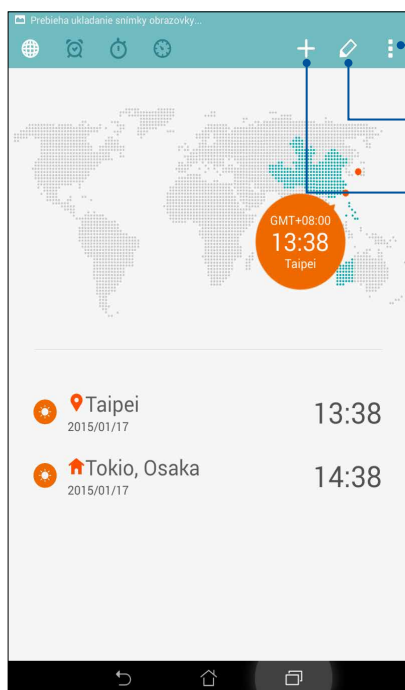 Prebieha ukladanie snímky obrazovky...
GMT+08:00
13:38
Taipei
Taipei
13:38
2015/01/17
Tokio, Osaka
14:38
2015/01/17